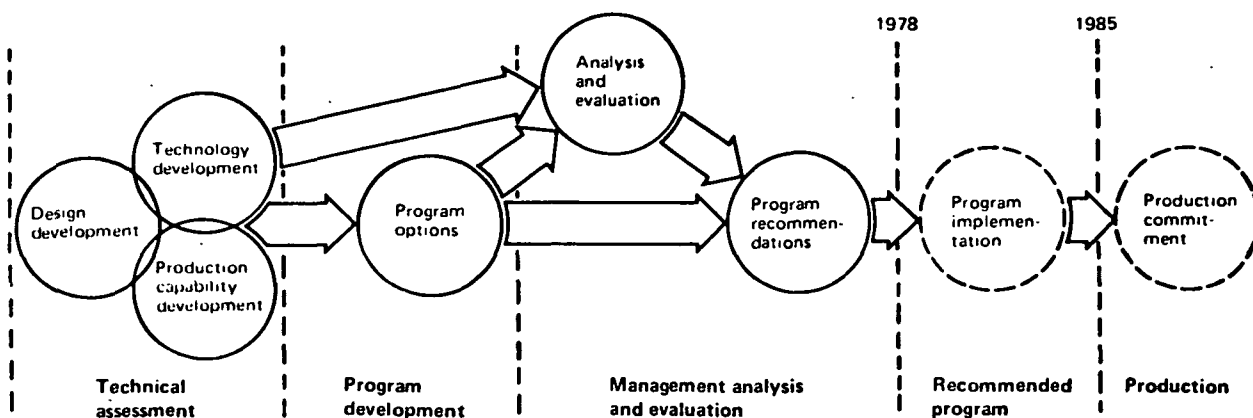 1978
1985
Analysis
and
evaluation
Technology
development
Design
development
Production
capability
development
Program
options
Program
recommen-
dations
Program
implemen-
tation
Production
commit-
ment
Technical
assessment
Program
development
Management analysis
and evaluation
Recommended
program
Production